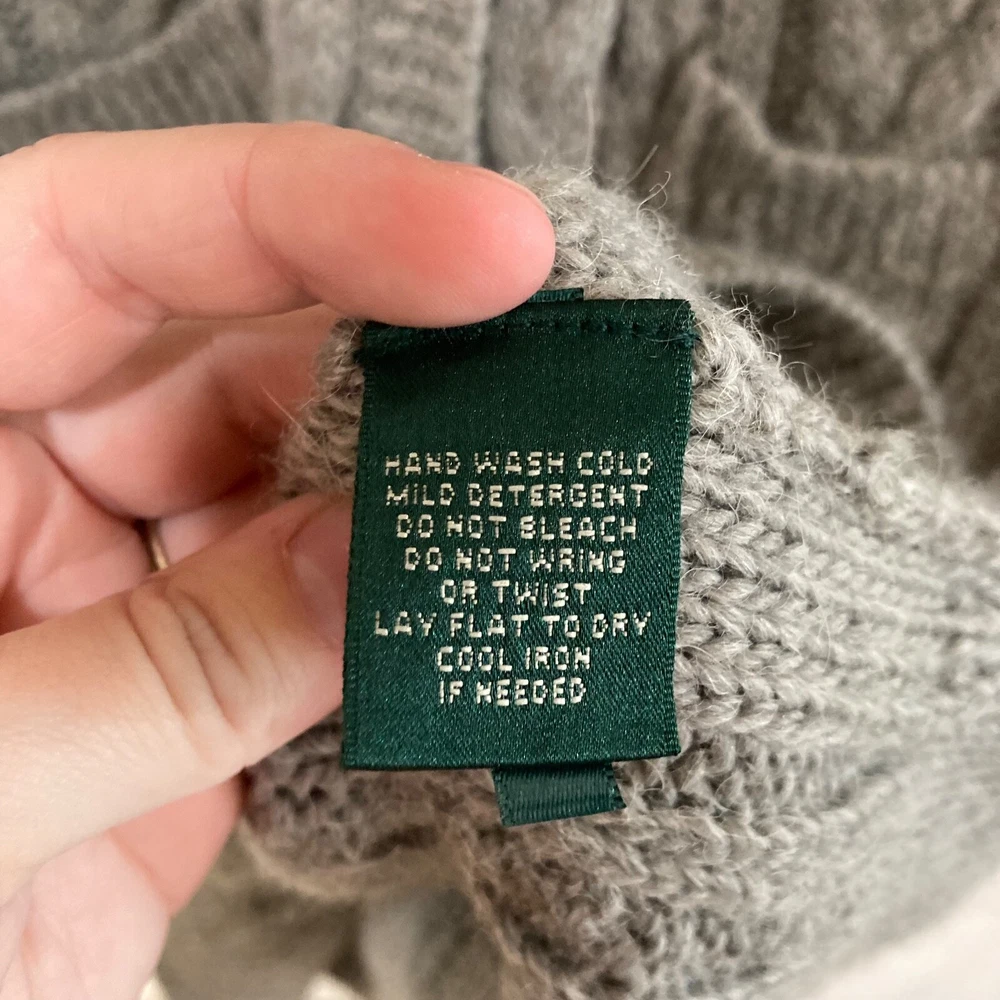 HAND WASH COLD
MILD DETERGENT
DO NOT BLEACH
DO NOT WRING
OR TWIST
LAY FLAT TO DRY
COOL IRON
IF NEEDED